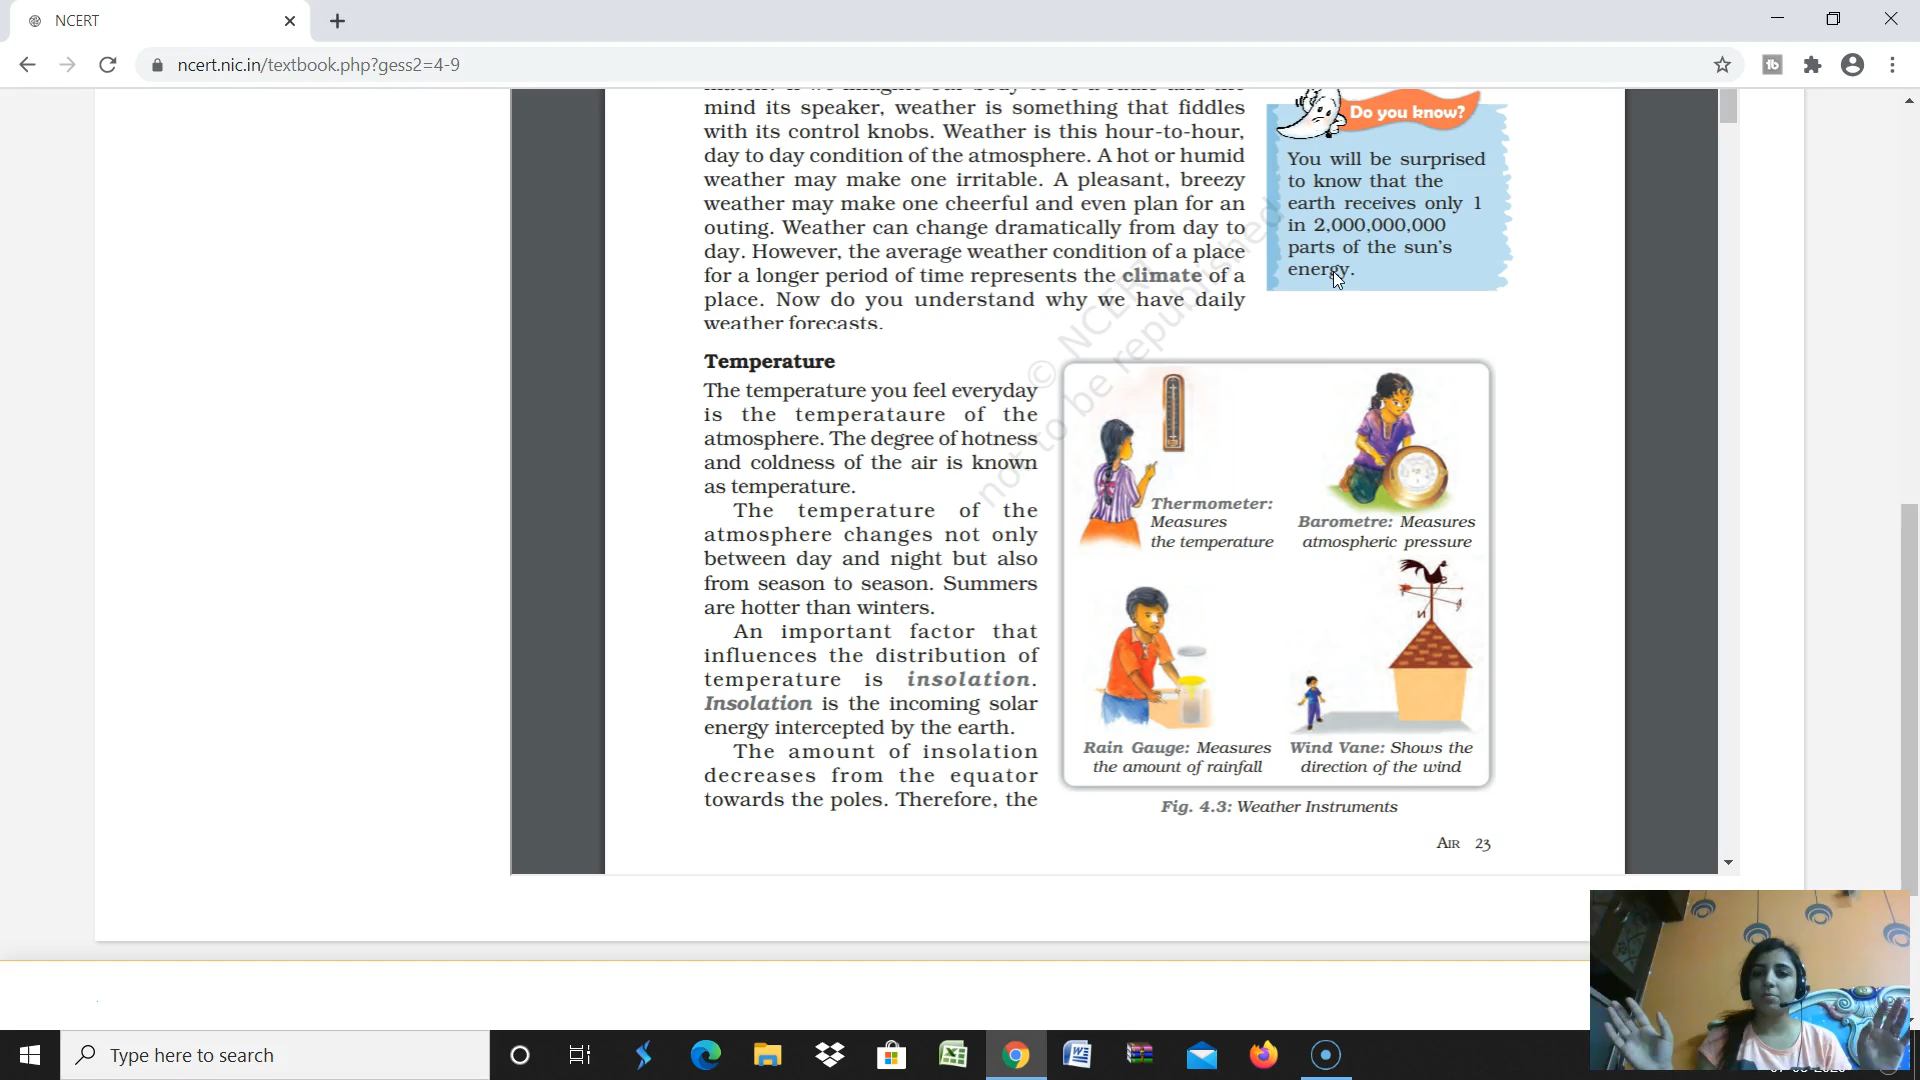 NCERT
ncert.nic.in/textbook.php?gess2=4-9
mind its speaker, weather is something that fiddles
with its control knobs. Weather is this hour-to-hour,
day to day condition of the atmosphere. A hot or humid
weather may make one irritable. A pleasant, breezy
weather may make one cheerful and even plan for an
outing. Weather can change dramatically from day to
day. However, the average weather condition of a place
for a longer period of time represents the climate of a
place. Now do you understand why we have daily
weather forecasts.
Do you know?
You will be surprised
to know that the
earth receives only 1
in 2,000,000,000
parts of the sun's
energy.
Temperature
The temperature you feel everyday
is the temperataure of the
atmosphere. The degree of hotness
and coldness of the air is known
as temperature.
The temperature of the
atmosphere changes not only
between day and night but also
from season to season. Summers
are hotter than winters.
An important factor that
influences the distribution of
temperature is insolation.
Insolation is the incoming solar
energy intercepted by the earth.
The amount of insolation
decreases from the equator
towards the poles. Therefore, the
© NCERT
not to be republished
Thermometer:
Measures
the temperature
Barometre: Measures
atmospheric pressure
Rain Gauge: Measures
the amount of rainfall
Wind Vane: Shows the
direction of the wind
Fig. 4.3: Weather Instruments
AIR 23
Type here to search